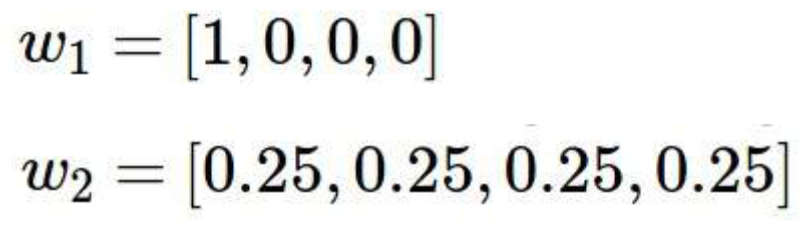 w₁ = [1, 0, 0, 0]
w₂ = [0.25, 0.25, 0.25, 0.25]